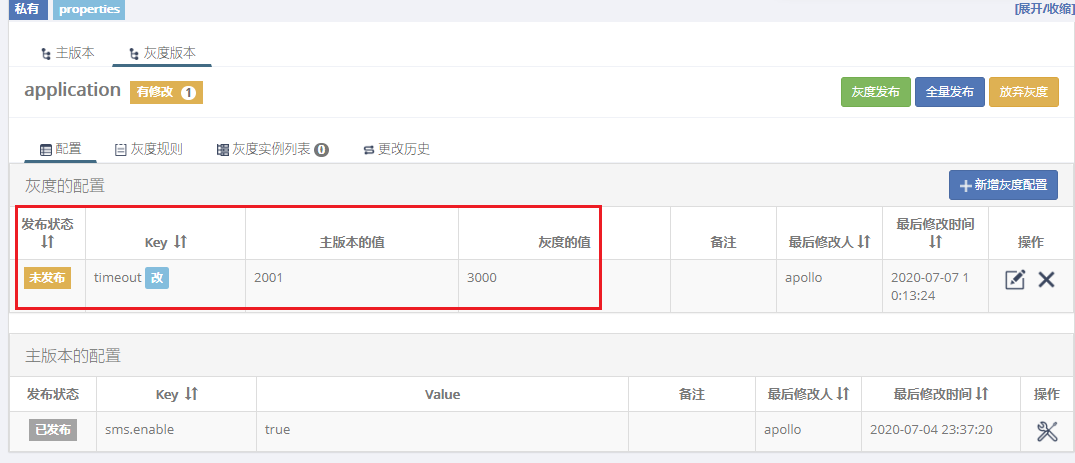 私有 properties [展开/收缩]
主版本 灰度版本
application 有修改 1 灰度发布 全量发布 放弃灰度
配置 灰度规则 灰度实例列表 0 更改历史
灰度的配置 新增灰度配置
发布状态 Key 主版本的值 灰度的值 备注 最后修改人 最后修改时间 操作
未发布 timeout 改 2001 3000 apollo 2020-07-07 1
0:13:24
主版本的配置
发布状态 Key Value 备注 最后修改人 最后修改时间 操作
已发布 sms.enable true apollo 2020-07-04 23:37:20